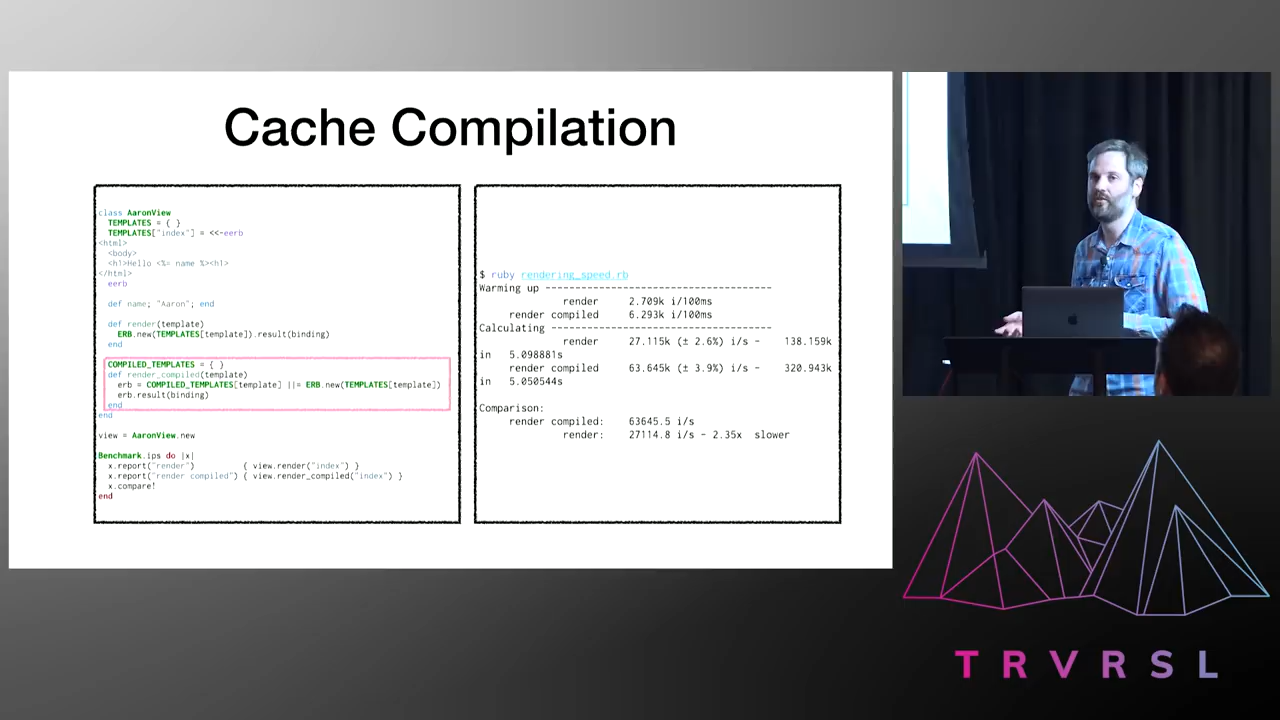 Cache Compilation
class AaronView
TEMPLATES = { }
TEMPLATES["index"] = <<-eerb
<html>
<body>
<h1>Hello <%= name %><h1>
</html>
eerb
def name; "Aaron"; end
def render(template)
ERB.new(TEMPLATES[template]).result(binding)
end
COMPILED_TEMPLATES = { }
def render_compiled(template)
erb = COMPILED_TEMPLATES[template] ||= ERB.new(TEMPLATES[template])
erb.result(binding)
end
end
view = AaronView.new
Benchmark.ips do |x|
x.report("render") { view.render("index") }
x.report("render compiled") { view.render_compiled("index") }
x.compare!
end
$ ruby rendering_speed.rb
Warming up --------------------------------------
render 2.709k i/100ms
render compiled 6.293k i/100ms
Calculating -------------------------------------
render 27.115k (± 2.6%) i/s - 138.159k
in 5.098881s
render compiled 63.645k (± 3.9%) i/s - 320.943k
in 5.050544s
Comparison:
render compiled: 63645.5 i/s
render: 27114.8 i/s - 2.35x slower
TRVRSL